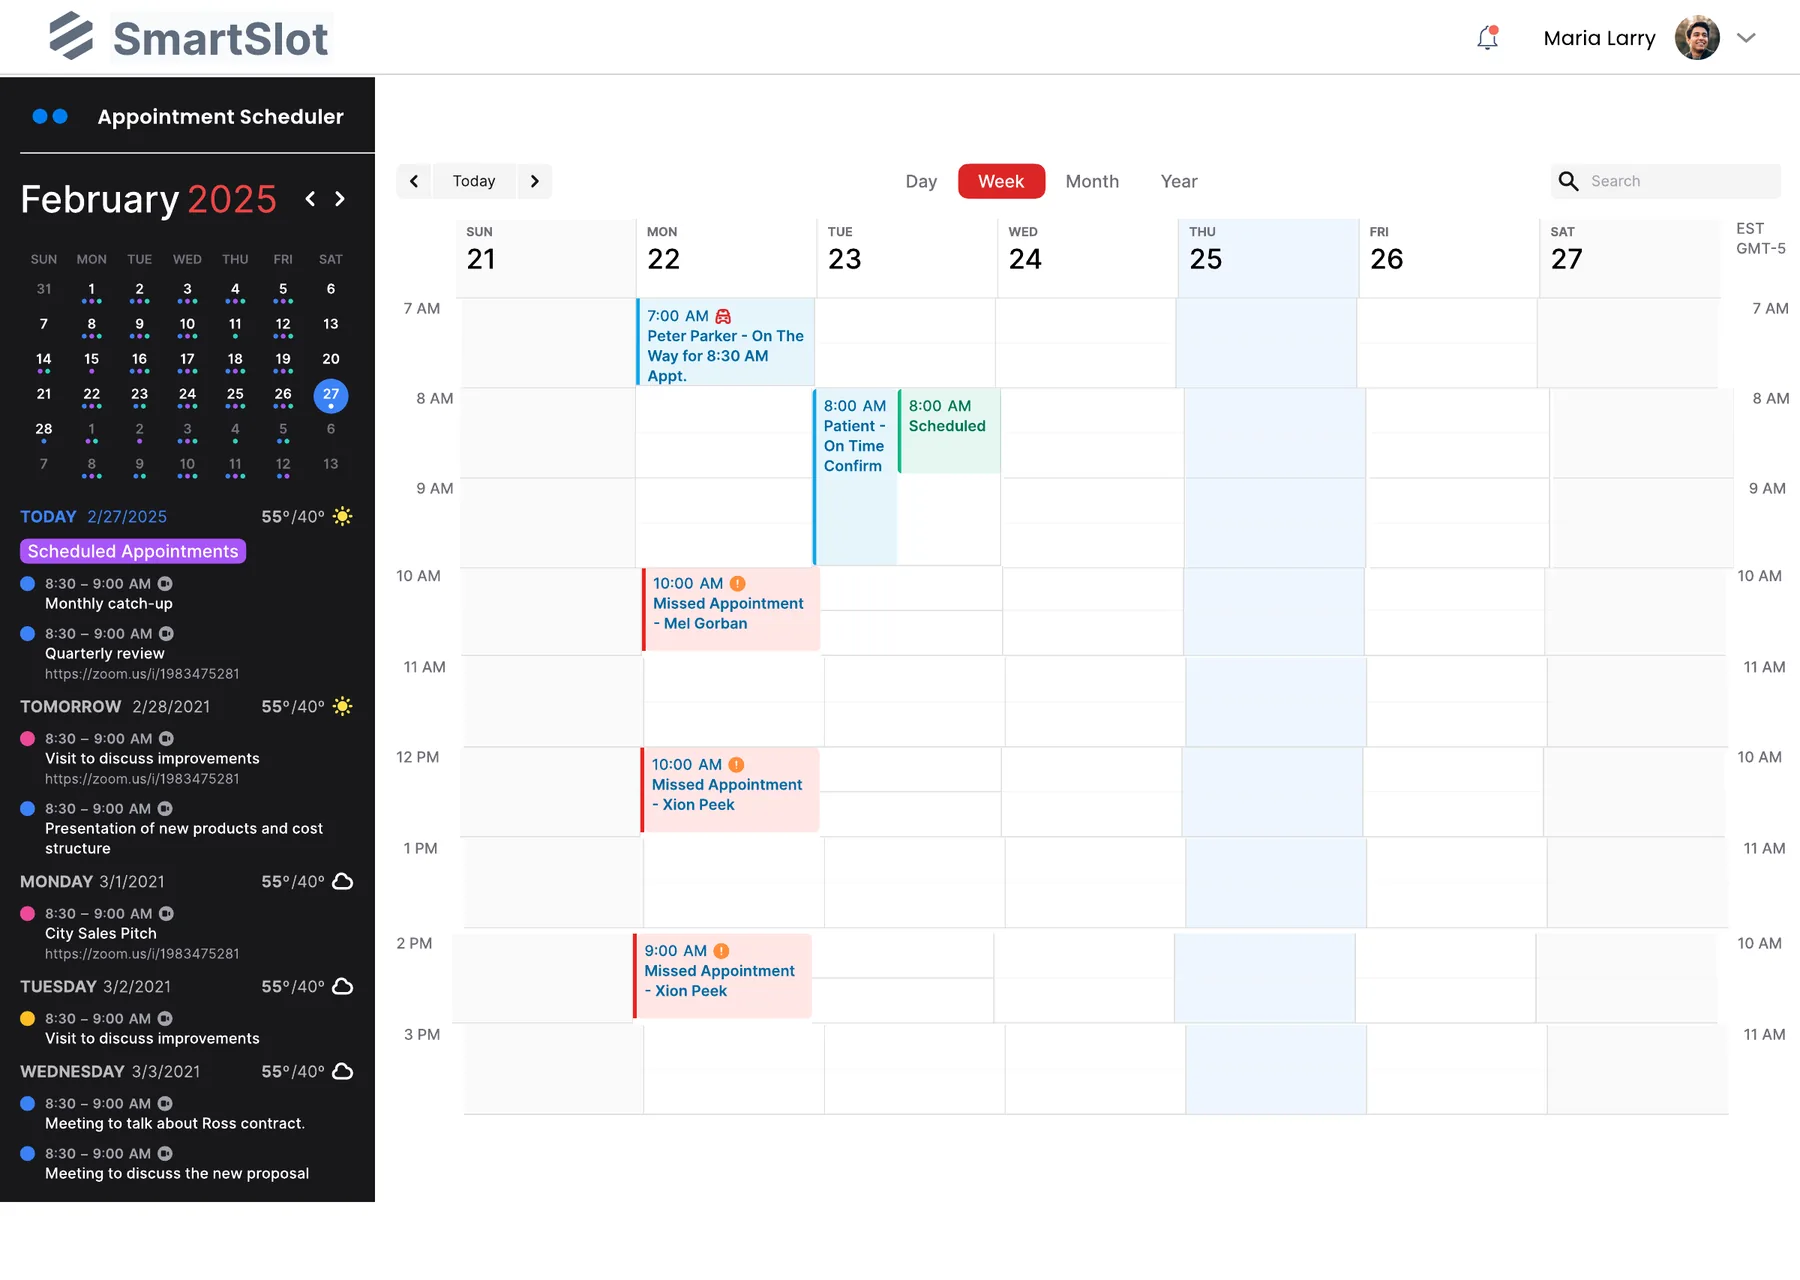 SmartSlot
Maria Larry
Appointment Scheduler
February 2025
SUN MON TUE WED THU FRI SAT
31 1 2 3 4 5 6
7 8 9 10 11 12 13
14 15 16 17 18 19 20
21 22 23 24 25 26 27
28 1 2 3 4 5 6
7 8 9 10 11 12 13
TODAY 2/27/2025 55º/40º
Scheduled Appointments
8:30 – 9:00 AM
Monthly catch-up
8:30 – 9:00 AM
Quarterly review
https://zoom.us/i/1983475281
TOMORROW 2/28/2021 55º/40º
8:30 – 9:00 AM
Visit to discuss improvements
https://zoom.us/i/1983475281
8:30 – 9:00 AM
Presentation of new products and cost
structure
MONDAY 3/1/2021 55º/40º
8:30 – 9:00 AM
City Sales Pitch
https://zoom.us/i/1983475281
TUESDAY 3/2/2021 55º/40º
8:30 – 9:00 AM
Visit to discuss improvements
WEDNESDAY 3/3/2021 55º/40º
8:30 – 9:00 AM
Meeting to talk about Ross contract.
8:30 – 9:00 AM
Meeting to discuss the new proposal
Today
Day Week Month Year
Search
SUN MON TUE WED THU FRI SAT
21 22 23 24 25 26 27
EST
GMT-5
7 AM
7:00 AM
Peter Parker - On The
Way for 8:30 AM
Appt.
7 AM
8 AM
8:00 AM
Patient -
On Time
Confirm
8:00 AM
Scheduled
8 AM
9 AM
9 AM
10 AM
10:00 AM
Missed Appointment
- Mel Gorban
10 AM
11 AM
11 AM
12 PM
10:00 AM
Missed Appointment
- Xion Peek
10 AM
1 PM
11 AM
2 PM
9:00 AM
Missed Appointment
- Xion Peek
10 AM
3 PM
11 AM